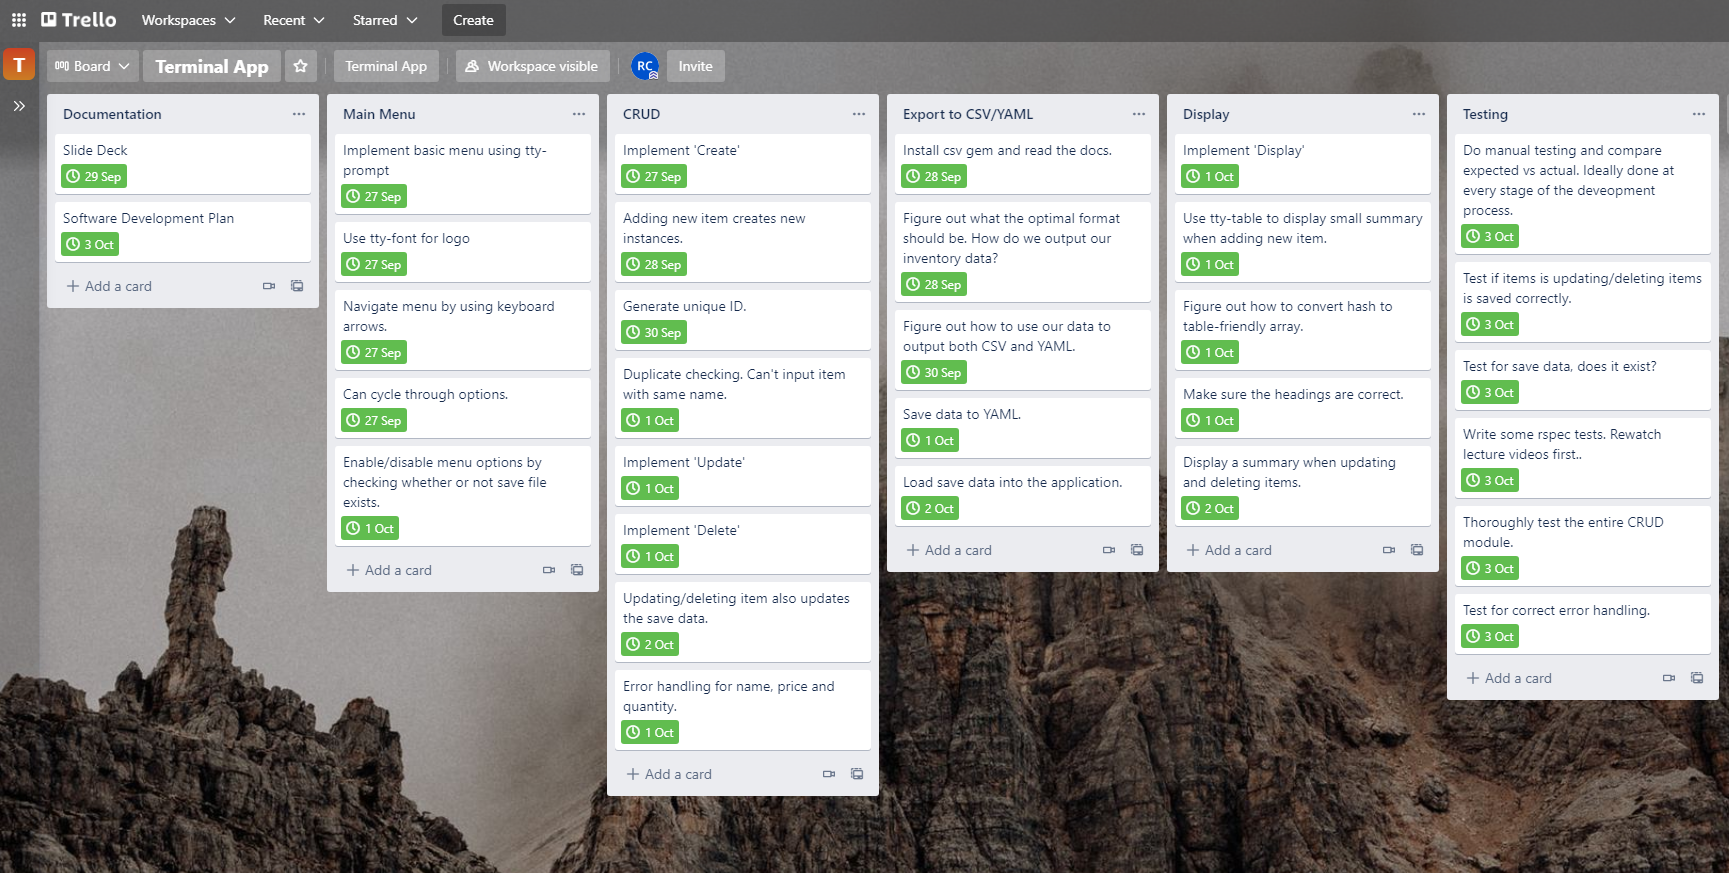 Trello
Workspaces
Recent
Starred
Create
T
Board
Terminal App
Terminal App
Workspace visible
RC
Invite
Documentation
Slide Deck
29 Sep
Software Development Plan
3 Oct
Add a card
Main Menu
Implement basic menu using tty-
prompt
27 Sep
Use tty-font for logo
27 Sep
Navigate menu by using keyboard
arrows.
27 Sep
Can cycle through options.
27 Sep
Enable/disable menu options by
checking whether or not save file
exists.
1 Oct
Add a card
CRUD
Implement 'Create'
27 Sep
Adding new item creates new
instances.
28 Sep
Generate unique ID.
30 Sep
Duplicate checking. Can't input item
with same name.
1 Oct
Implement 'Update'
1 Oct
Implement 'Delete'
1 Oct
Updating/deleting item also updates
the save data.
2 Oct
Error handling for name, price and
quantity.
1 Oct
Add a card
Export to CSV/YAML
Install csv gem and read the docs.
28 Sep
Figure out what the optimal format
should be. How do we output our
inventory data?
28 Sep
Figure out how to use our data to
output both CSV and YAML.
30 Sep
Save data to YAML.
1 Oct
Load save data into the application.
2 Oct
Add a card
Display
Implement 'Display'
1 Oct
Use tty-table to display small summary
when adding new item.
1 Oct
Figure out how to convert hash to
table-friendly array.
1 Oct
Make sure the headings are correct.
1 Oct
Display a summary when updating
and deleting items.
2 Oct
Add a card
Testing
Do manual testing and compare
expected vs actual. Ideally done at
every stage of the deveopment
process.
3 Oct
Test if items is updating/deleting items
is saved correctly.
3 Oct
Test for save data, does it exist?
3 Oct
Write some rspec tests. Rewatch
lecture videos first..
3 Oct
Thoroughly test the entire CRUD
module.
3 Oct
Test for correct error handling.
3 Oct
Add a card